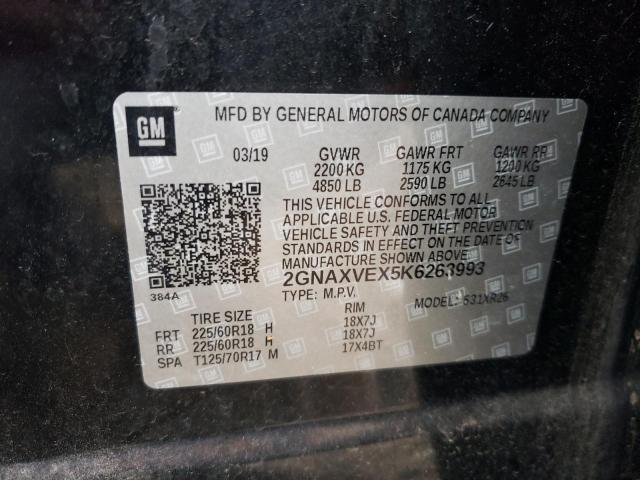 GM
MFD BY GENERAL MOTORS OF CANADA COMPANY
03/19 GVWR GAWR FRT GAWR RR
2200 KG 1175 KG 1200 KG
4850 LB 2590 LB 2645 LB
THIS VEHICLE CONFORMS TO ALL
APPLICABLE U.S. FEDERAL MOTOR
VEHICLE SAFETY AND THEFT PREVENTION
STANDARDS IN EFFECT ON THE DATE OF
MANUFACTURE SHOWN ABOVE.
2GNAXVEX5K6263993
384A TYPE: M.P.V. MODEL: 631XR26
TIRE SIZE RIM
FRT 225/60R18 H 18X7J
RR 225/60R18 H 18X7J
SPA T125/70R17 M 17X4BT